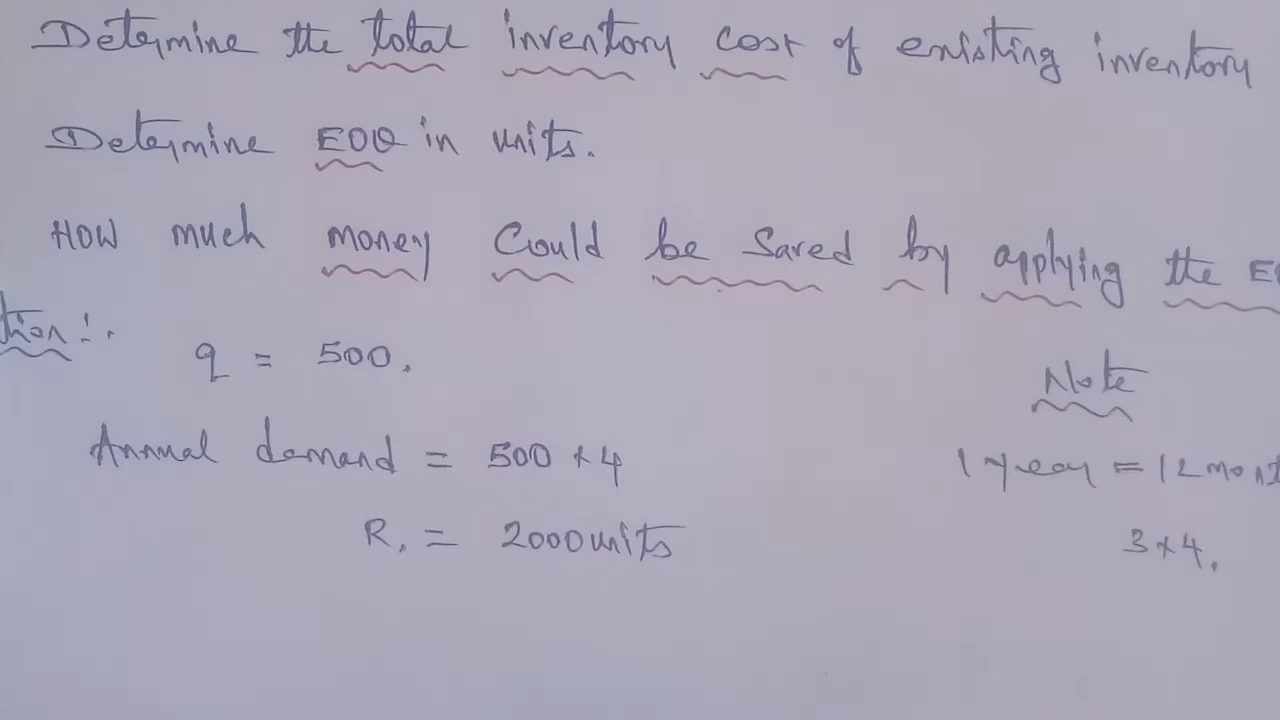 Determine the total inventory cost of existing inventory
Determine EOQ in units.
How much money could be saved by applying the
tion:.
q = 500.
Note
Annual demand = 500 × 4
1 year = 12 mont
R. = 2000 units
3×4.